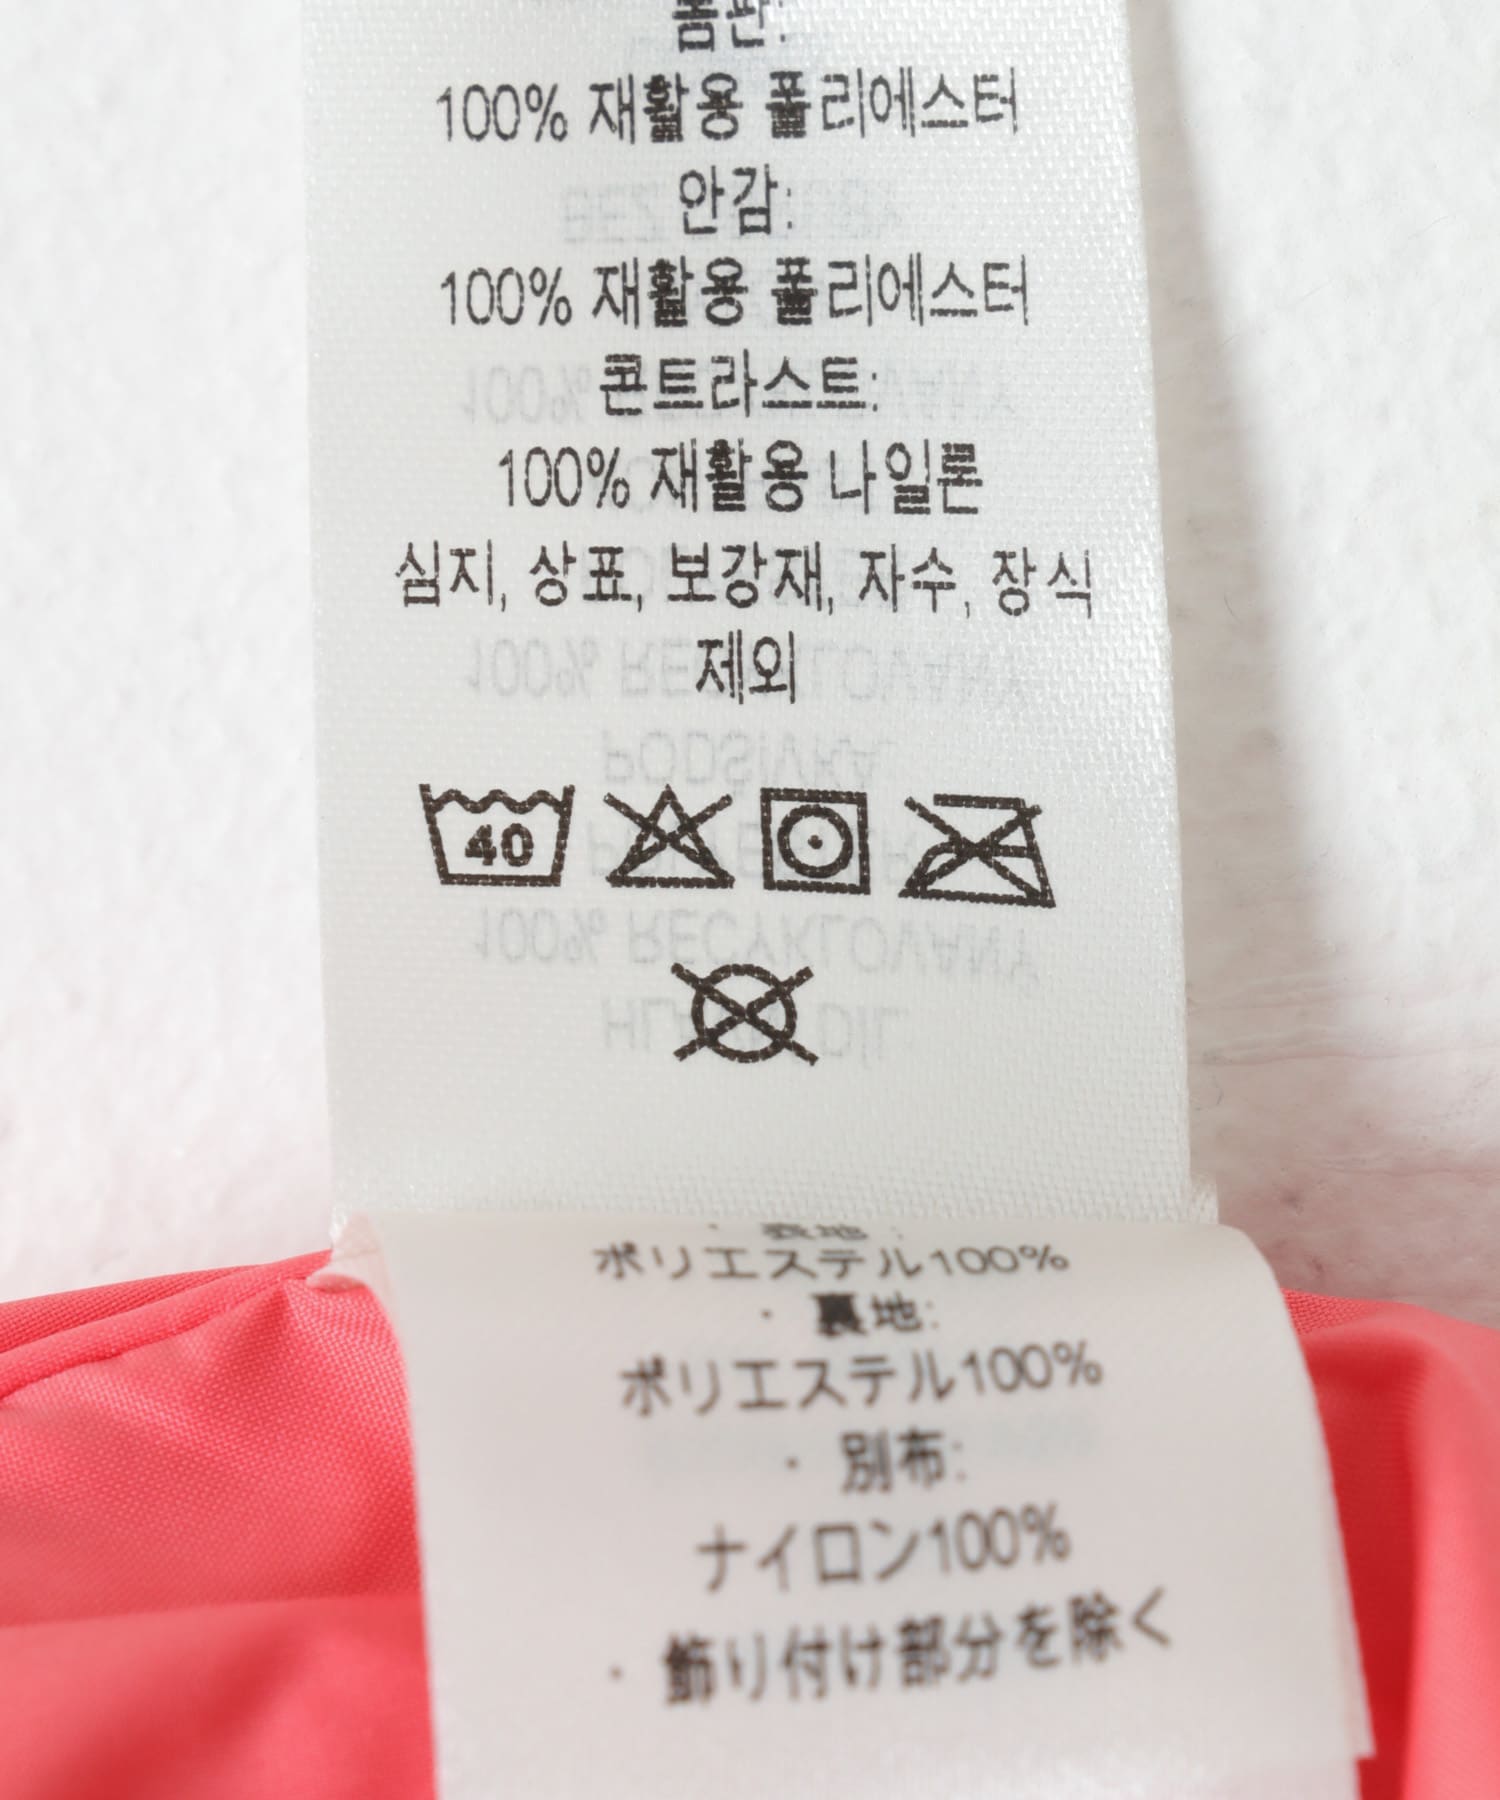 몸판:
100% 재활용 폴리에스터
안감:
100% 재활용 폴리에스터
콘트라스트:
100% 재활용 나일론
심지, 상표, 보강재, 자수, 장식
제외
40
・表地:
ポリエステル100%
・裏地:
ポリエステル100%
・別布:
ナイロン100%
・飾り付け部分を除く